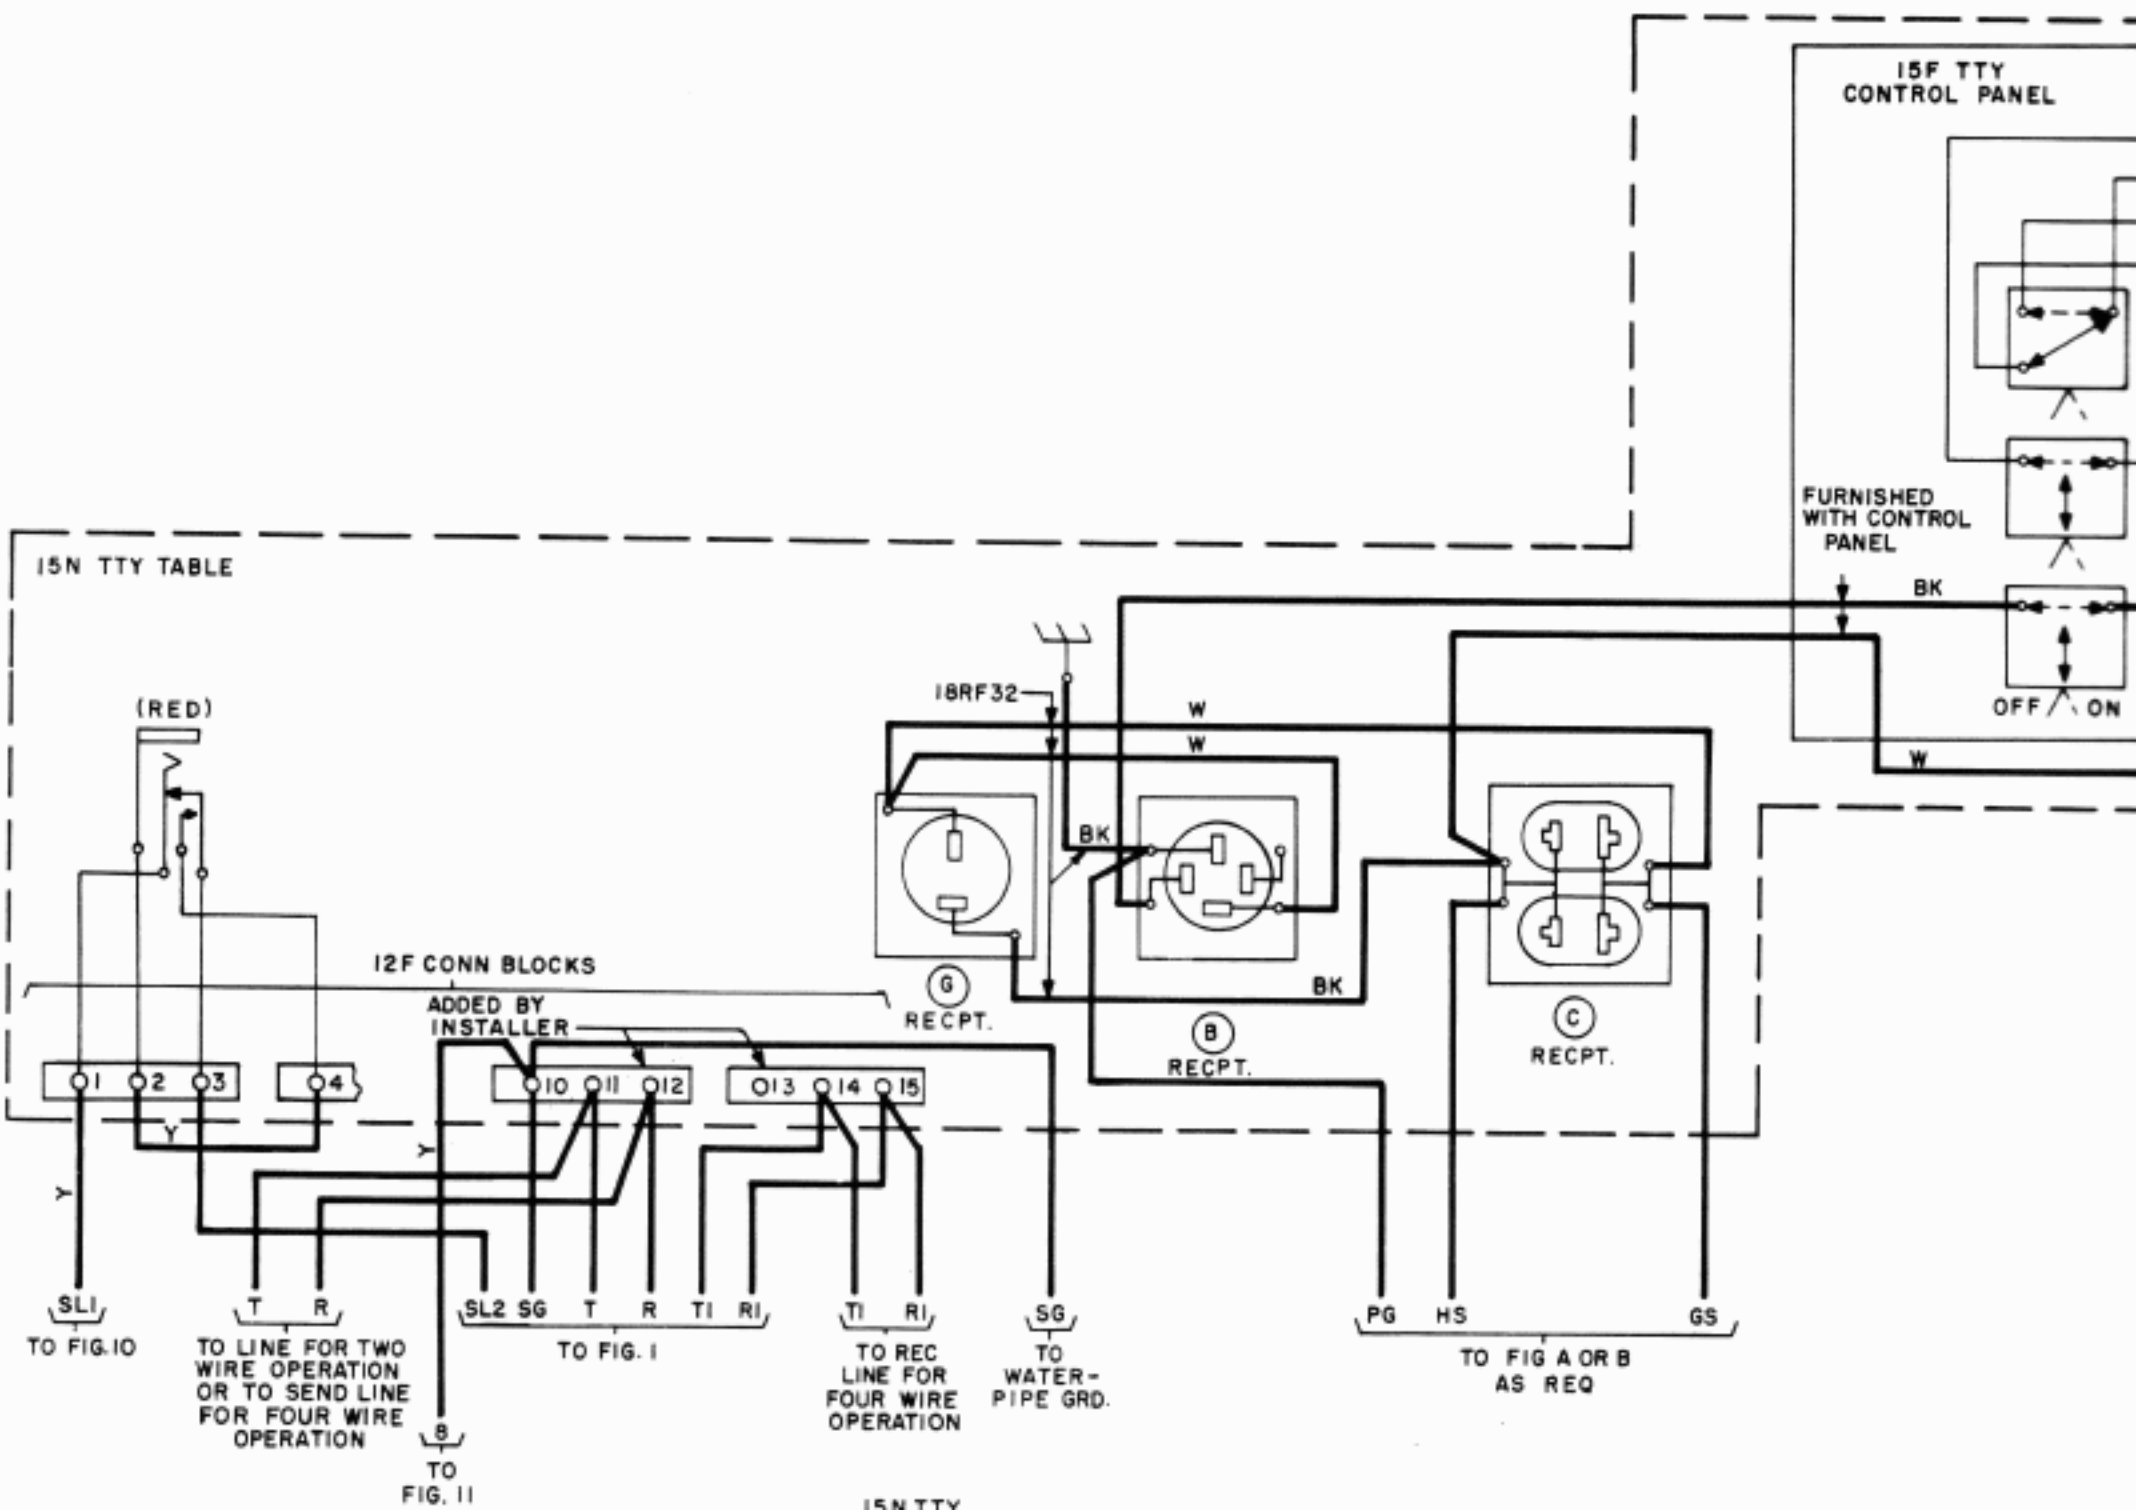 15F TTY
CONTROL PANEL
FURNISHED
WITH CONTROL
PANEL
BK
OFF ON
W
15N TTY TABLE
(RED)
18RF32
W
W
BK
BK
12F CONN BLOCKS
ADDED BY
INSTALLER
G
RECPT.
B
RECPT.
C
RECPT.
1 2 3 4 10 11 12 13 14 15
Y
Y
Y
SL1
TO FIG.10
T R
TO LINE FOR TWO
WIRE OPERATION
OR TO SEND LINE
FOR FOUR WIRE
OPERATION
8
TO
FIG. 11
SL2 SG T R T1 R1
TO FIG. 1
T1 R1
TO REC
LINE FOR
FOUR WIRE
OPERATION
SG
TO
WATER-
PIPE GRD.
PG HS GS
TO FIG A OR B
AS REQ
15N TTY